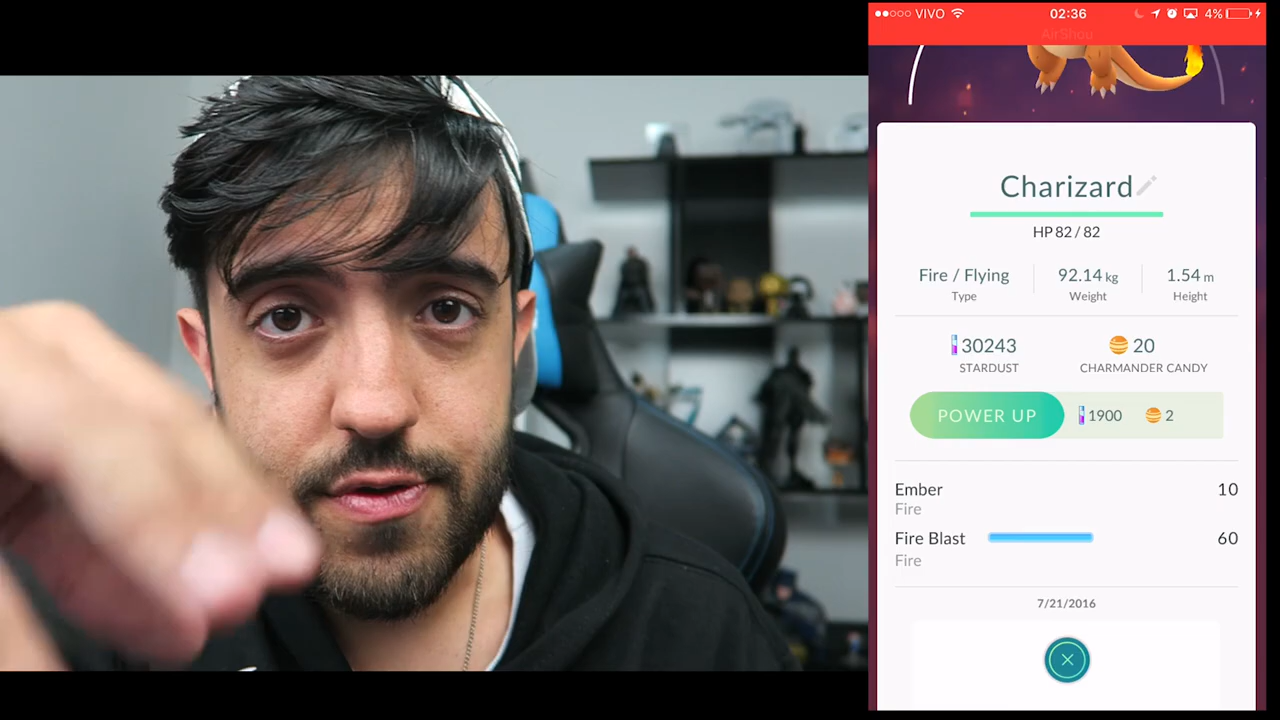 VIVO 02:36 4%
AirShou
Charizard
HP 82 / 82
Fire / Flying 92.14 kg 1.54 m
Type Weight Height
30243 20
STARDUST CHARMANDER CANDY
POWER UP 1900 2
Ember 10
Fire
Fire Blast 60
Fire
7/21/2016